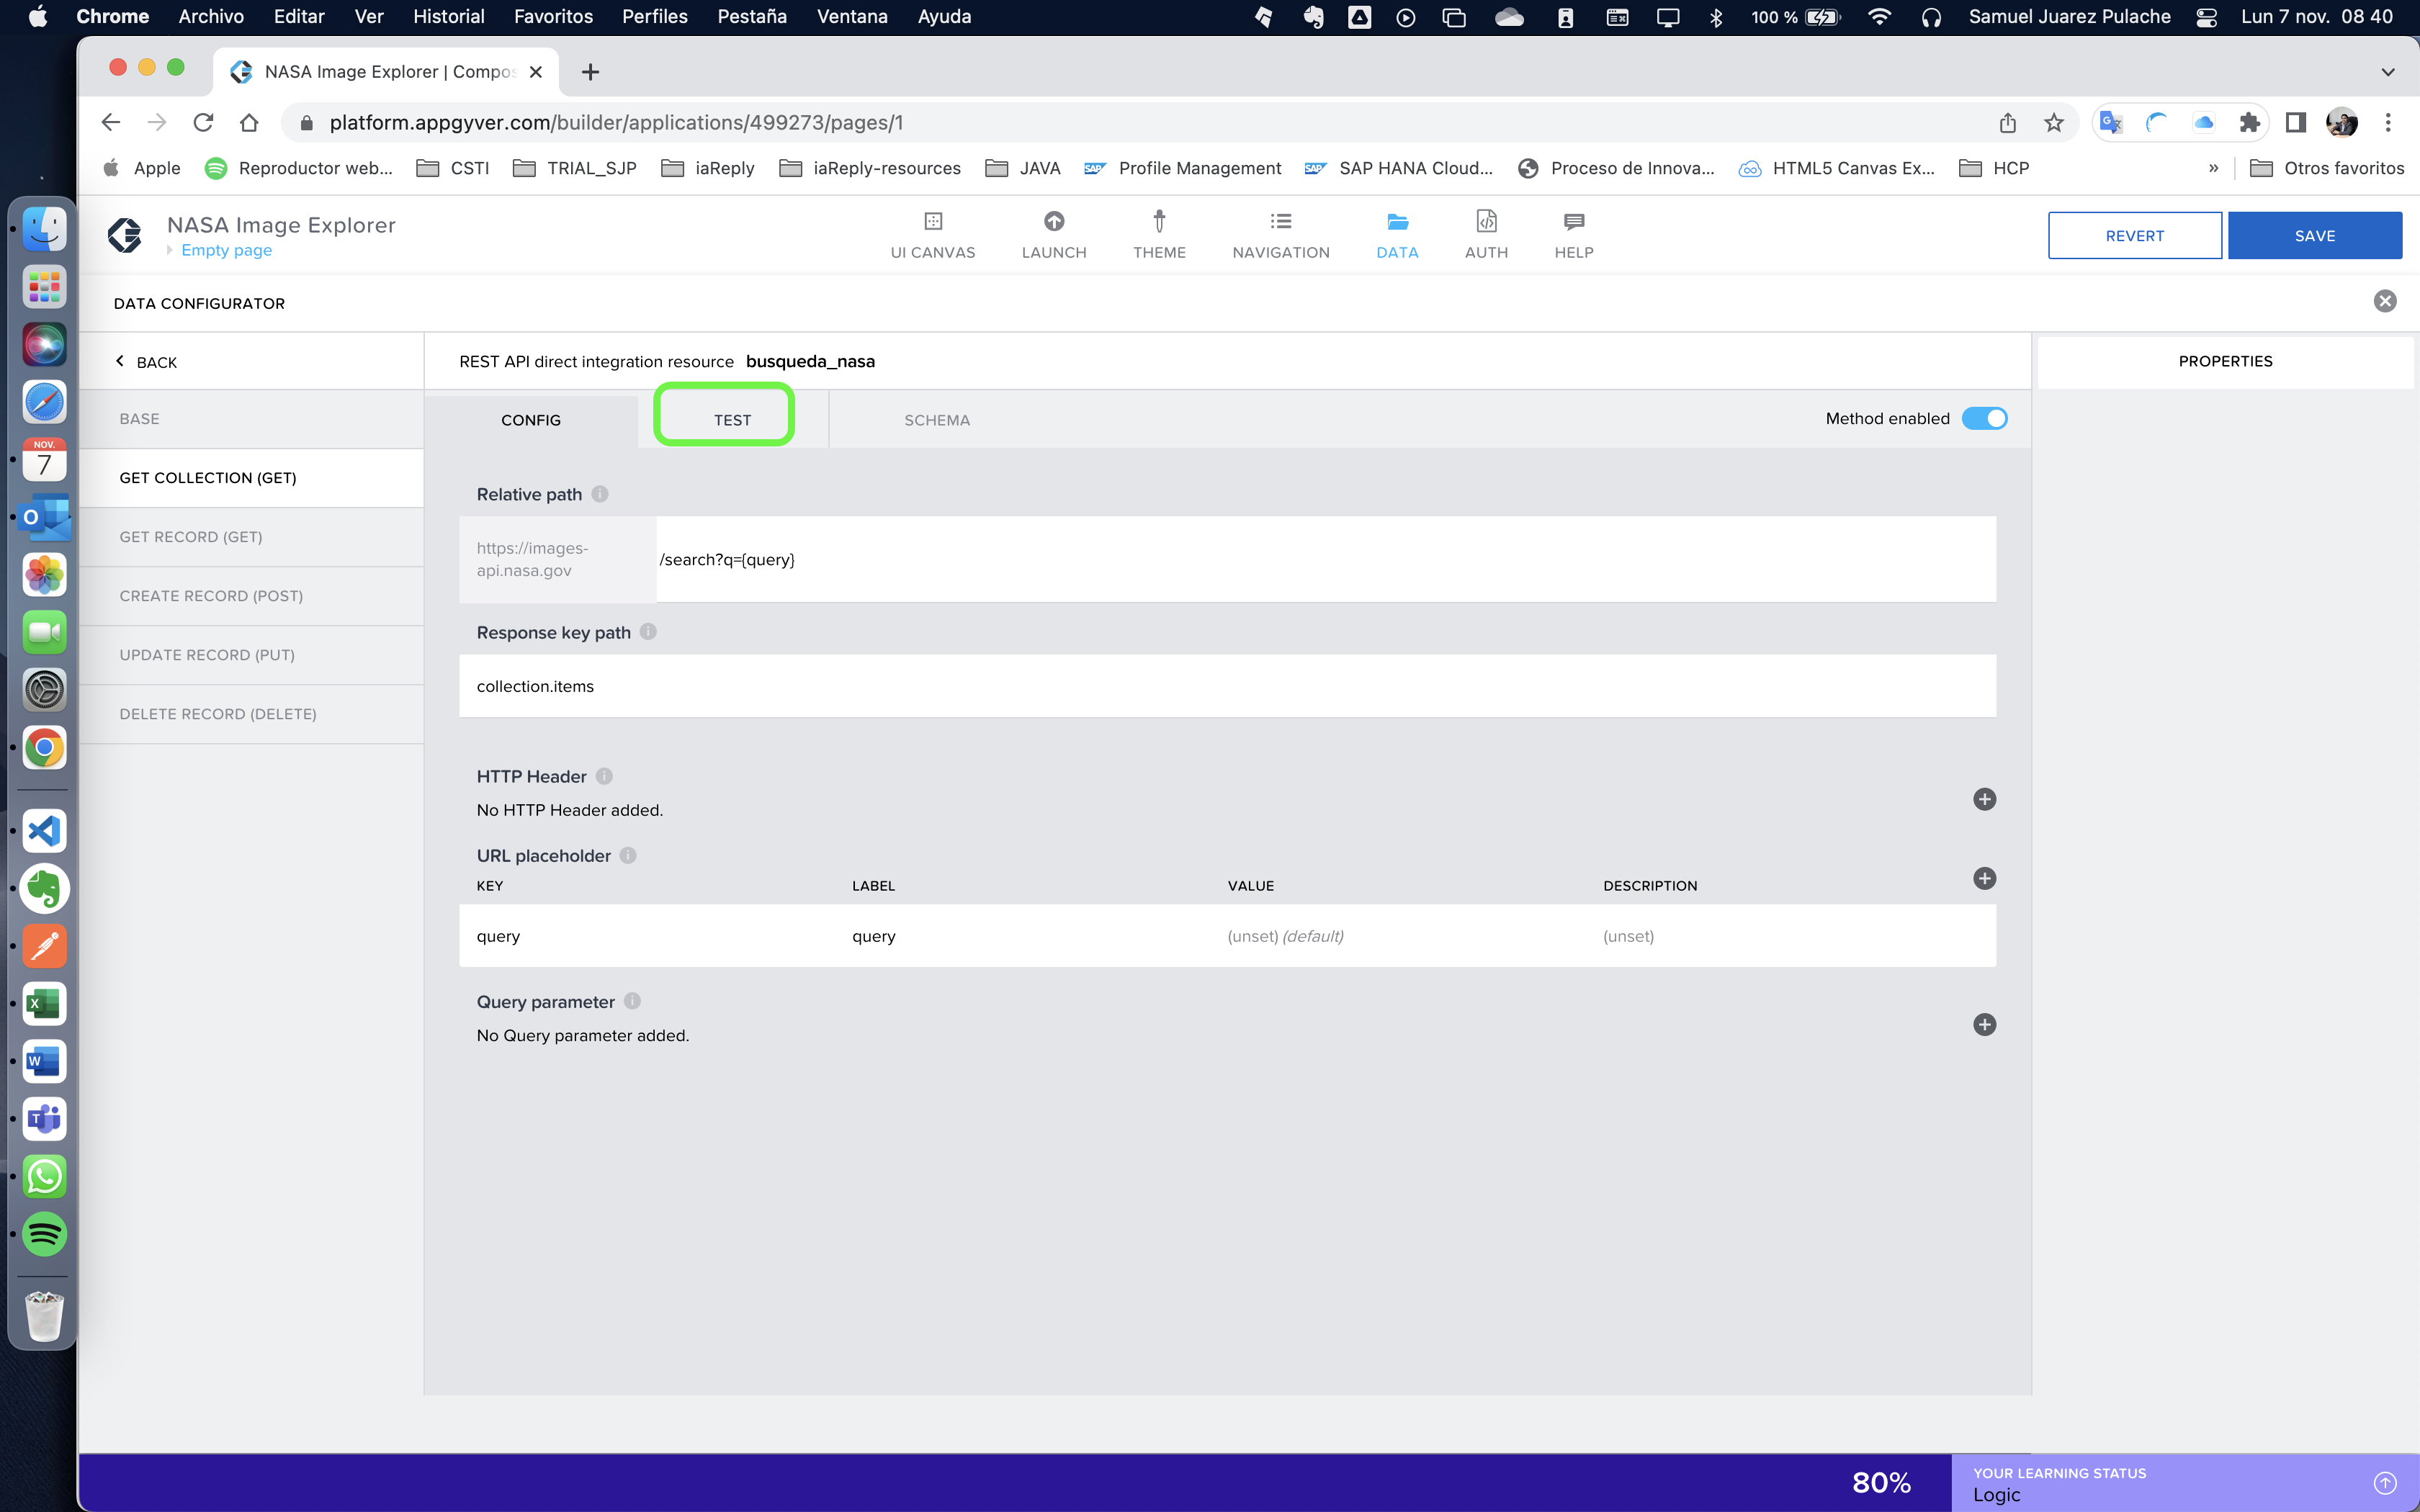 Chrome Archivo Editar Ver Historial Favoritos Perfiles Pestaña Ventana Ayuda 100 % Samuel Juarez Pulache Lun 7 nov. 08 40
NASA Image Explorer | Compos
platform.appgyver.com/builder/applications/499273/pages/1
Apple Reproductor web... CSTI TRIAL_SJP iaReply iaReply-resources JAVA Profile Management SAP HANA Cloud... Proceso de Innova... HTML5 Canvas Ex... HCP » Otros favoritos
NASA Image Explorer
Empty page
UI CANVAS LAUNCH THEME NAVIGATION DATA AUTH HELP
REVERT SAVE
DATA CONFIGURATOR
BACK
REST API direct integration resource busqueda_nasa
PROPERTIES
BASE
CONFIG TEST SCHEMA
Method enabled
NOV.
7
GET COLLECTION (GET)
GET RECORD (GET)
CREATE RECORD (POST)
UPDATE RECORD (PUT)
DELETE RECORD (DELETE)
Relative path
https://images-
api.nasa.gov
/search?q={query}
Response key path
collection.items
HTTP Header
No HTTP Header added.
URL placeholder
KEY LABEL VALUE DESCRIPTION
query query (unset) (default) (unset)
Query parameter
No Query parameter added.
80%
YOUR LEARNING STATUS
Logic